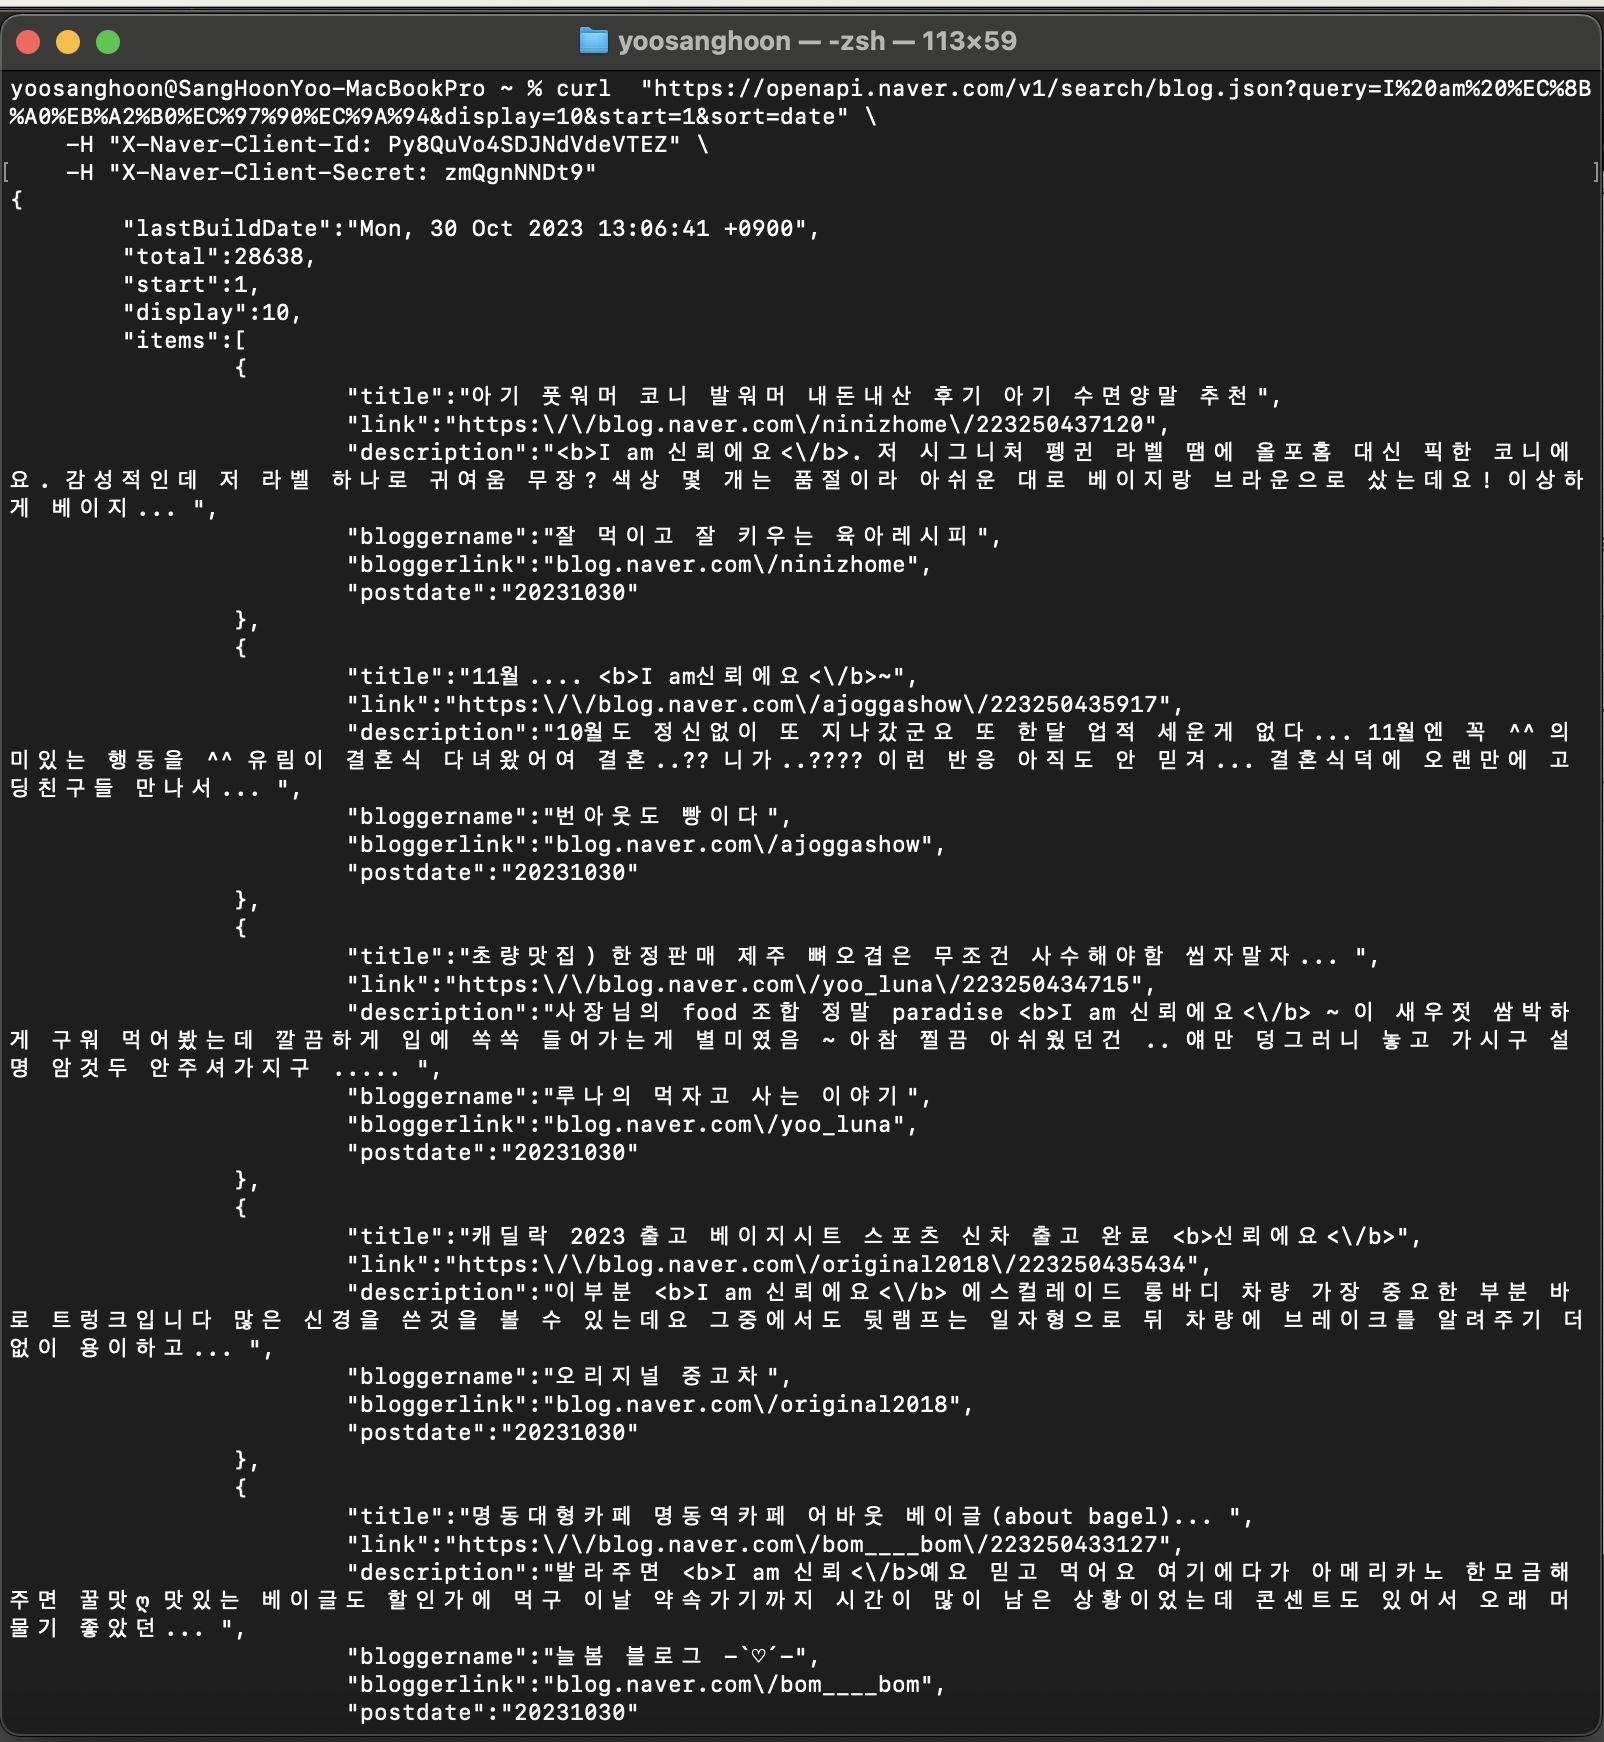 yoosanghoon — -zsh — 113×59
yoosanghoon@SangHoonYoo-MacBookPro ~ % curl  "https://openapi.naver.com/v1/search/blog.json?query=I%20am%20%EC%8B
%A0%EB%A2%B0%EC%97%90%EC%9A%94&display=10&start=1&sort=date" \
    -H "X-Naver-Client-Id: Py8QuVo4SDJNdVdeVTEZ" \
[    -H "X-Naver-Client-Secret: zmQgnNNDt9" ]
{
        "lastBuildDate":"Mon, 30 Oct 2023 13:06:41 +0900",
        "total":28638,
        "start":1,
        "display":10,
        "items":[
                {
                        "title":"아기 풋워머 코니 발워머 내돈내산 후기 아기 수면양말 추천",
                        "link":"https:\/\/blog.naver.com\/ninizhome\/223250437120",
                        "description":"<b>I am 신뢰에요<\/b>. 저 시그니처 펭귄 라벨 땜에 올포홈 대신 픽한 코니에
요. 감성적인데 저 라벨 하나로 귀여움 무장? 색상 몇 개는 품절이라 아쉬운 대로 베이지랑 브라운으로 샀는데요! 이상하
게 베이지... ",
                        "bloggername":"잘 먹이고 잘 키우는 육아레시피",
                        "bloggerlink":"blog.naver.com\/ninizhome",
                        "postdate":"20231030"
                },
                {
                        "title":"11월 .... <b>I am신뢰에요<\/b>~",
                        "link":"https:\/\/blog.naver.com\/ajoggashow\/223250435917",
                        "description":"10월도 정신없이 또 지나갔군요 또 한달 업적 세운게 없다... 11월엔 꼭 ^^ 의
미있는 행동을 ^^ 유림이 결혼식 다녀왔어여 결혼..?? 니가..???? 이런 반응 아직도 안 믿겨... 결혼식덕에 오랜만에 고
딩친구들 만나서... ",
                        "bloggername":"번아웃도 빵이다",
                        "bloggerlink":"blog.naver.com\/ajoggashow",
                        "postdate":"20231030"
                },
                {
                        "title":"초량맛집) 한정판매 제주 뼈오겹은 무조건 사수해야함 씹자말자... ",
                        "link":"https:\/\/blog.naver.com\/yoo_luna\/223250434715",
                        "description":"사장님의 food 조합 정말 paradise <b>I am 신뢰에요<\/b> ~ 이 새우젓 쌈박하
게 구워 먹어봤는데 깔끔하게 입에 쏙쏙 들어가는게 별미였음 ~ 아참 찔끔 아쉬웠던건 .. 얘만 덩그러니 놓고 가시구 설
명 암것두 안주셔가지구 ..... ",
                        "bloggername":"루나의 먹자고 사는 이야기",
                        "bloggerlink":"blog.naver.com\/yoo_luna",
                        "postdate":"20231030"
                },
                {
                        "title":"캐딜락 2023 출고 베이지시트 스포츠 신차 출고 완료 <b>신뢰에요<\/b>",
                        "link":"https:\/\/blog.naver.com\/original2018\/223250435434",
                        "description":"이부분 <b>I am 신뢰에요<\/b> 에스컬레이드 롱바디 차량 가장 중요한 부분 바
로 트렁크입니다 많은 신경을 쓴것을 볼 수 있는데요 그중에서도 뒷램프는 일자형으로 뒤 차량에 브레이크를 알려주기 더
없이 용이하고... ",
                        "bloggername":"오리지널 중고차",
                        "bloggerlink":"blog.naver.com\/original2018",
                        "postdate":"20231030"
                },
                {
                        "title":"명동대형카페 명동역카페 어바웃 베이글(about bagel)... ",
                        "link":"https:\/\/blog.naver.com\/bom____bom\/223250433127",
                        "description":"발라주면 <b>I am 신뢰<\/b>예요 믿고 먹어요 여기에다가 아메리카노 한모금해
주면 꿀맛ღ 맛있는 베이글도 할인가에 먹구 이날 약속가기까지 시간이 많이 남은 상황이었는데 콘센트도 있어서 오래 머
물기 좋았던... ",
                        "bloggername":"늘봄 블로그 -`♡´-",
                        "bloggerlink":"blog.naver.com\/bom____bom",
                        "postdate":"20231030"